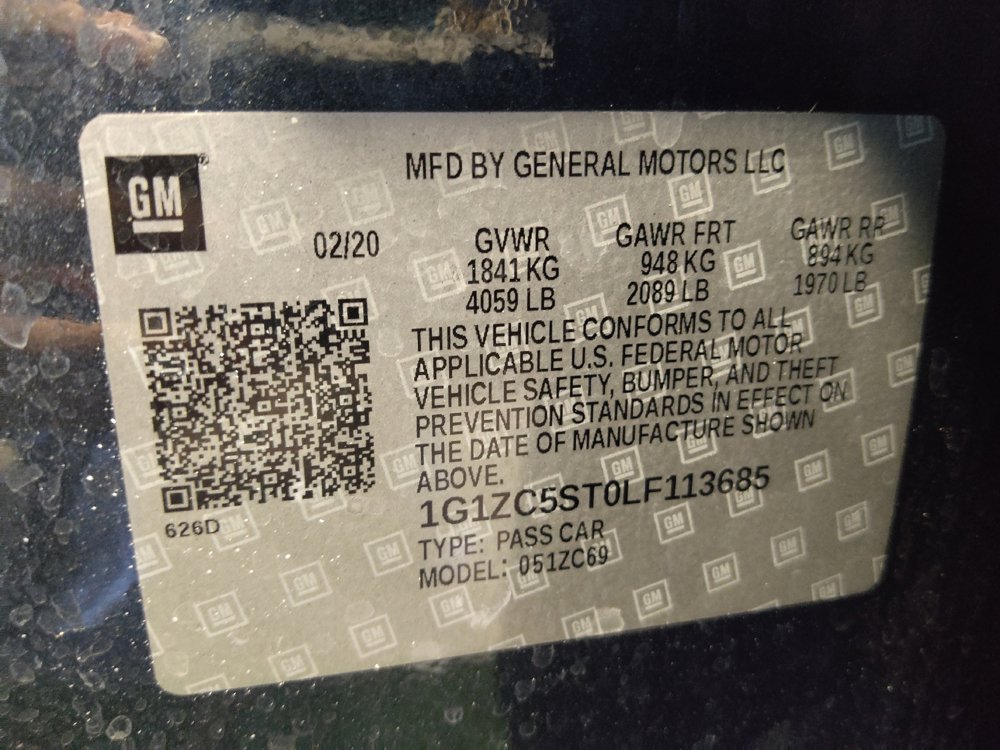 GM
MFD BY GENERAL MOTORS LLC
02/20
GVWR GAWR FRT GAWR RR
1841 KG 948 KG 894 KG
4059 LB 2089 LB 1970 LB
THIS VEHICLE CONFORMS TO ALL
APPLICABLE U.S. FEDERAL MOTOR
VEHICLE SAFETY, BUMPER, AND THEFT
PREVENTION STANDARDS IN EFFECT ON
THE DATE OF MANUFACTURE SHOWN
ABOVE.
1G1ZC5ST0LF113685
626D
TYPE: PASS CAR
MODEL: 051ZC69